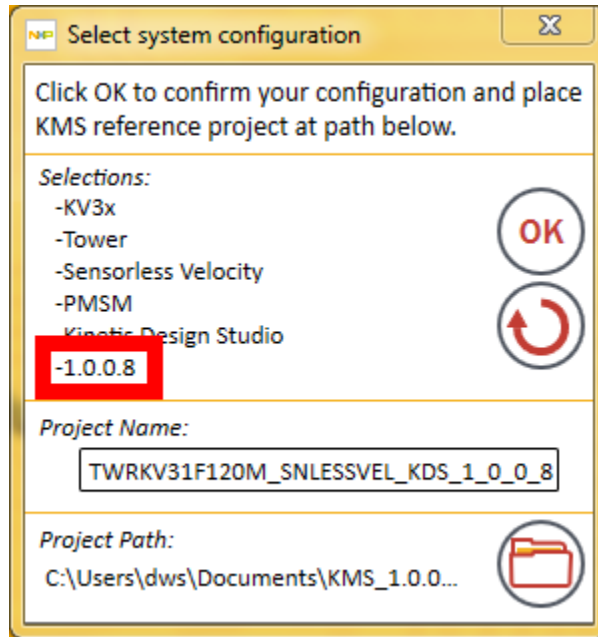 NXP Select system configuration
Click OK to confirm your configuration and place
KMS reference project at path below.
Selections:
-KV3x
-Tower
-Sensorless Velocity
-PMSM
-Kinetis Design Studio
-1.0.0.8
OK
Project Name:
TWRKV31F120M_SNLESSVEL_KDS_1_0_0_8
Project Path:
C:\Users\dws\Documents\KMS_1.0.0...